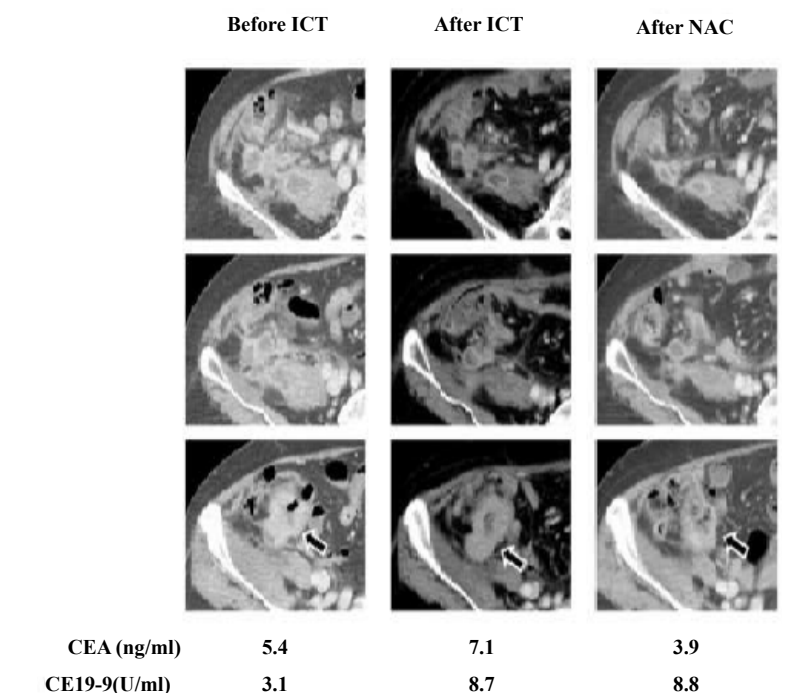 Before ICT After ICT After NAC
CEA (ng/ml) 5.4 7.1 3.9
CE19-9(U/ml) 3.1 8.7 8.8